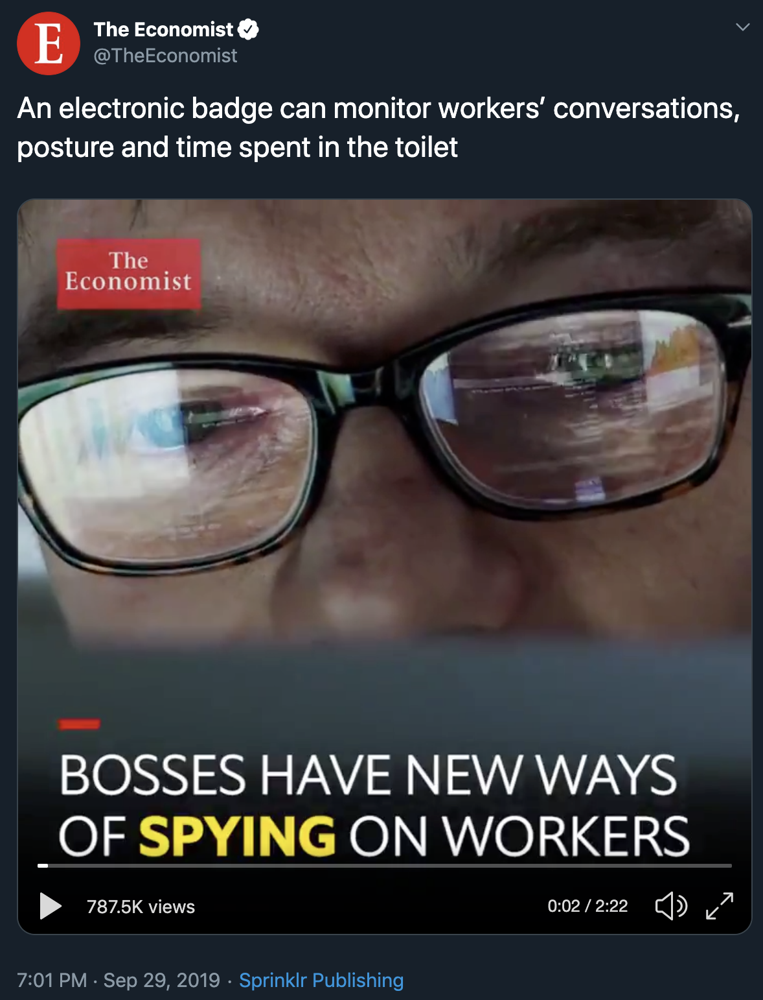 The Economist
@TheEconomist
An electronic badge can monitor workers’ conversations,
posture and time spent in the toilet
The
Economist
BOSSES HAVE NEW WAYS
OF SPYING ON WORKERS
787.5K views 0:02 / 2:22
7:01 PM · Sep 29, 2019 · Sprinklr Publishing